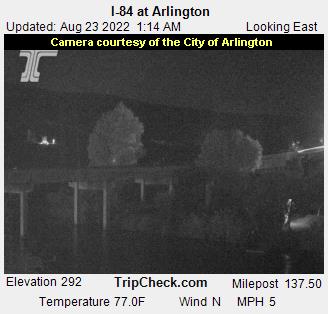 I-84 at Arlington
Updated: Aug 23 2022 1:14 AM Looking East
Camera courtesy of the City of Arlington
Elevation 292 TripCheck.com Milepost 137.50
Temperature 77.0F Wind N MPH 5